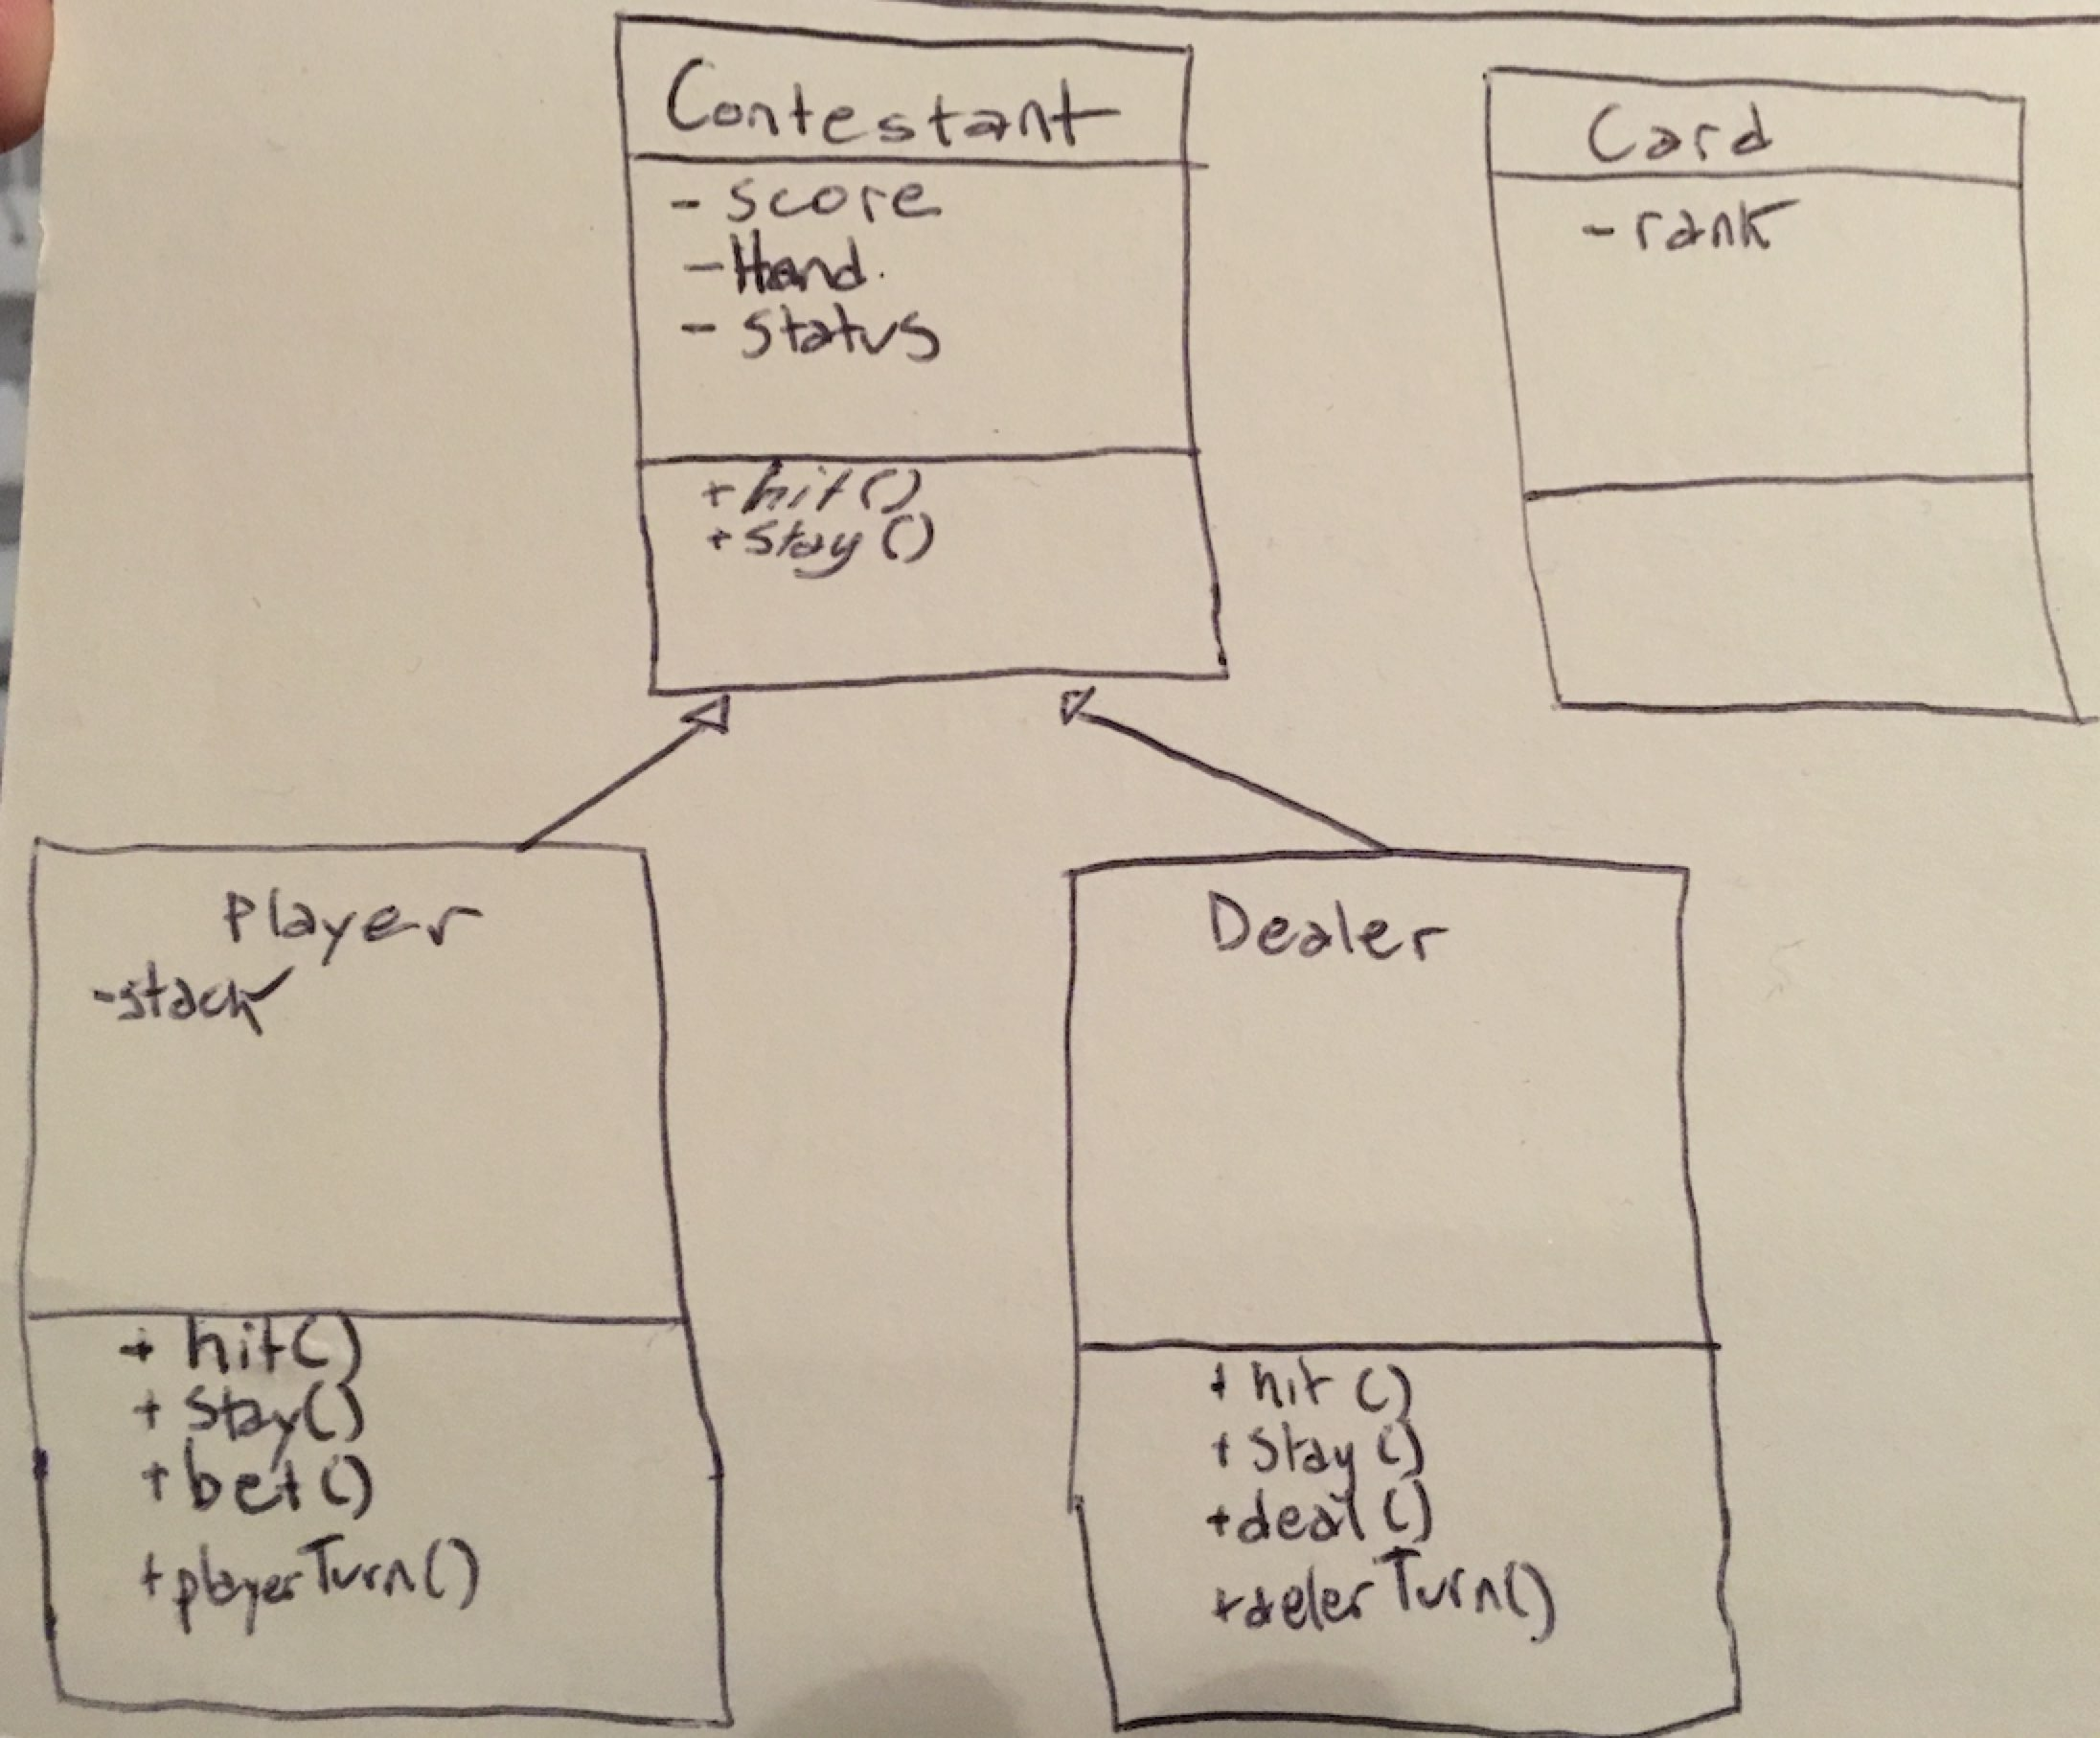 Contestant
- score
- Hand.
- status
+ hit()
+ stay()
Card
- rank
Player
- stack
+ hit()
+ stay()
+ bet()
+ playerTurn()
Dealer
+ hit()
+ stay()
+ deal()
+ delerTurn()